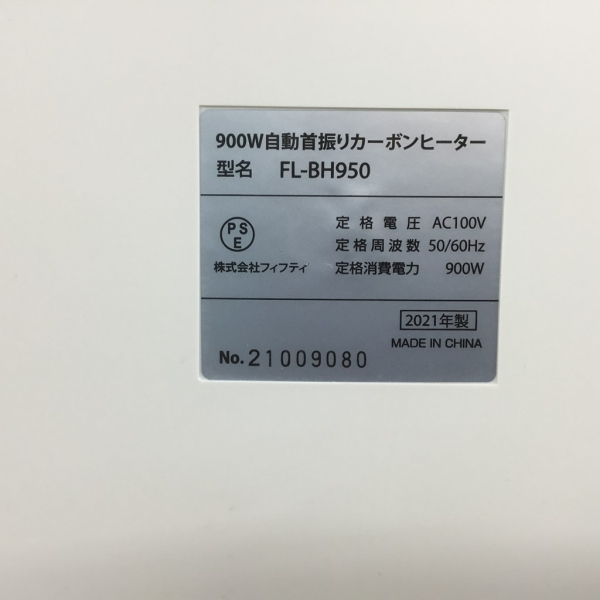 900W自動首振りカーボンヒーター
型名 FL-BH950
PS
E
定格電圧 AC100V
定格周波数 50/60Hz
株式会社フィフティ 定格消費電力 900W
2021年製
MADE IN CHINA
No.21009080